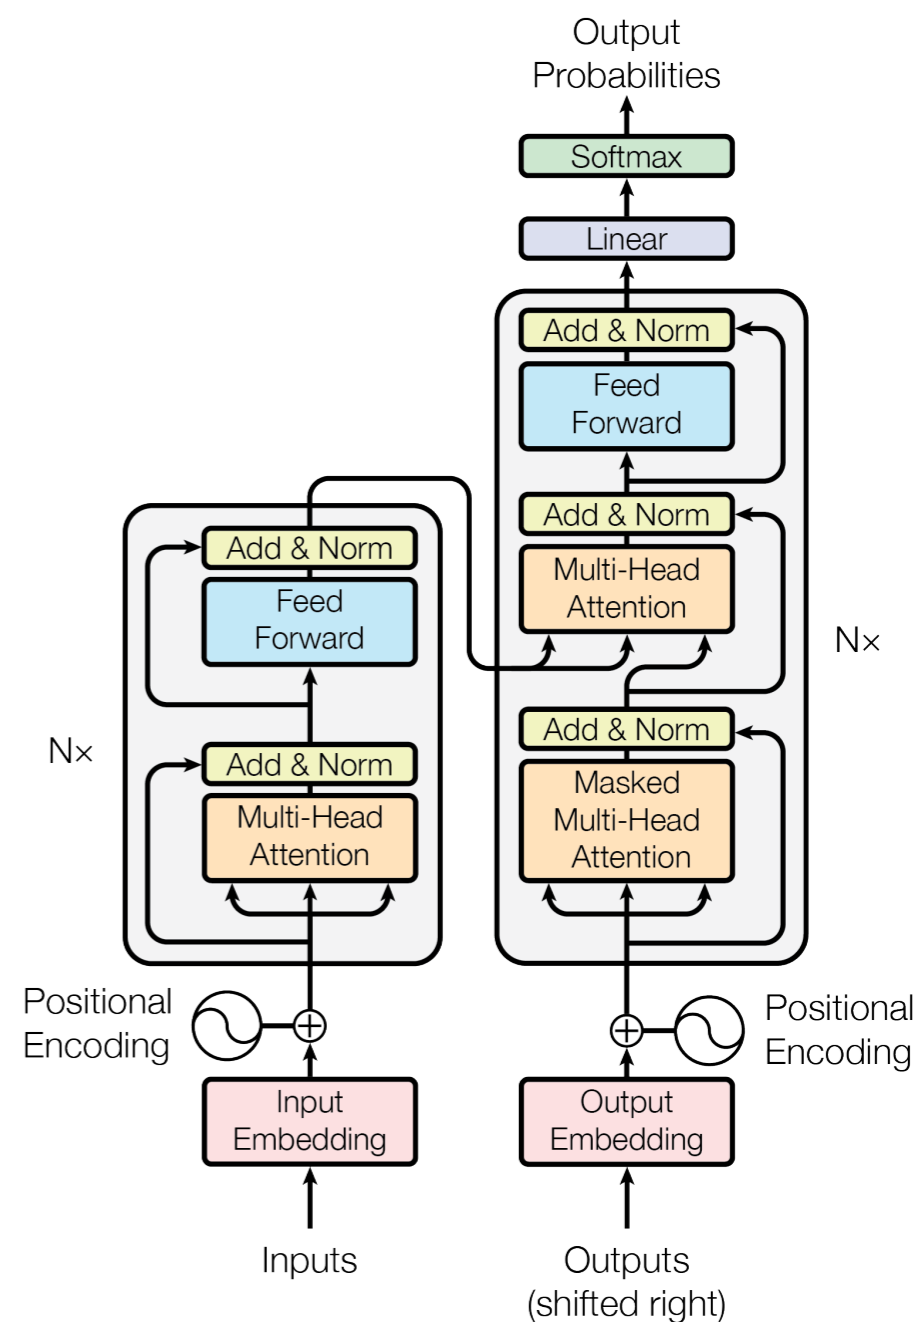 Output
Probabilities
Softmax
Linear
Add & Norm
Feed
Forward
Add & Norm
Multi-Head
Attention
Nx
Add & Norm
Masked
Multi-Head
Attention
Add & Norm
Feed
Forward
Nx
Add & Norm
Multi-Head
Attention
Positional
Encoding
Positional
Encoding
Input
Embedding
Output
Embedding
Inputs
Outputs
(shifted right)